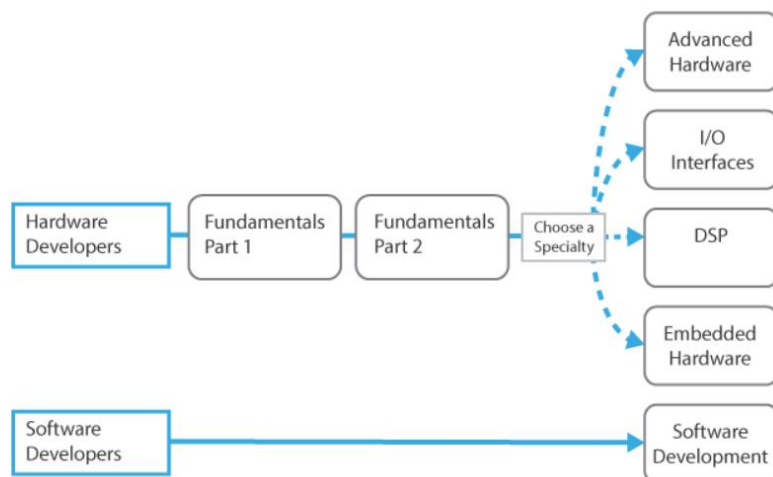 Advanced
Hardware
I/O
Interfaces
Hardware
Developers
Fundamentals
Part 1
Fundamentals
Part 2
Choose a
Specialty
DSP
Embedded
Hardware
Software
Developers
Software
Development